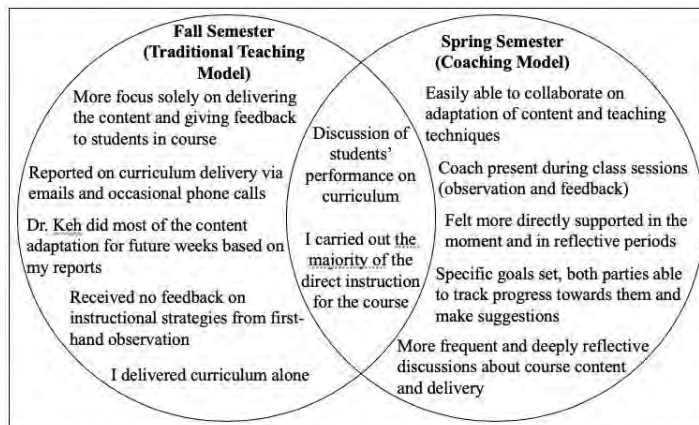 Fall Semester
(Traditional Teaching
Model)
More focus solely on delivering
the content and giving feedback
to students in course
Reported on curriculum delivery via
emails and occasional phone calls
Dr. Keh did most of the content
adaptation for future weeks based on
my reports
Received no feedback on
instructional strategies from first-
hand observation
I delivered curriculum alone
Discussion of
students’
performance on
curriculum
I carried out the
majority of the
direct instruction
for the course
Spring Semester
(Coaching Model)
Easily able to collaborate on
adaptation of content and teaching
techniques
Coach present during class sessions
(observation and feedback)
Felt more directly supported in the
moment and in reflective periods
Specific goals set, both parties able
to track progress towards them and
make suggestions
More frequent and deeply reflective
discussions about course content
and delivery